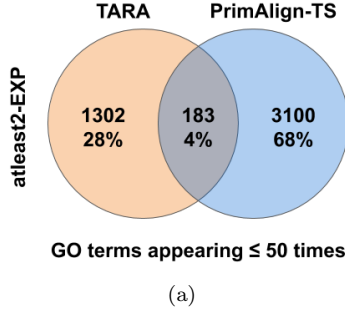 TARA
PrimAlign-TS
atleast2-EXP
1302
28%
183
4%
3100
68%
GO terms appearing ≤ 50 times
(a)